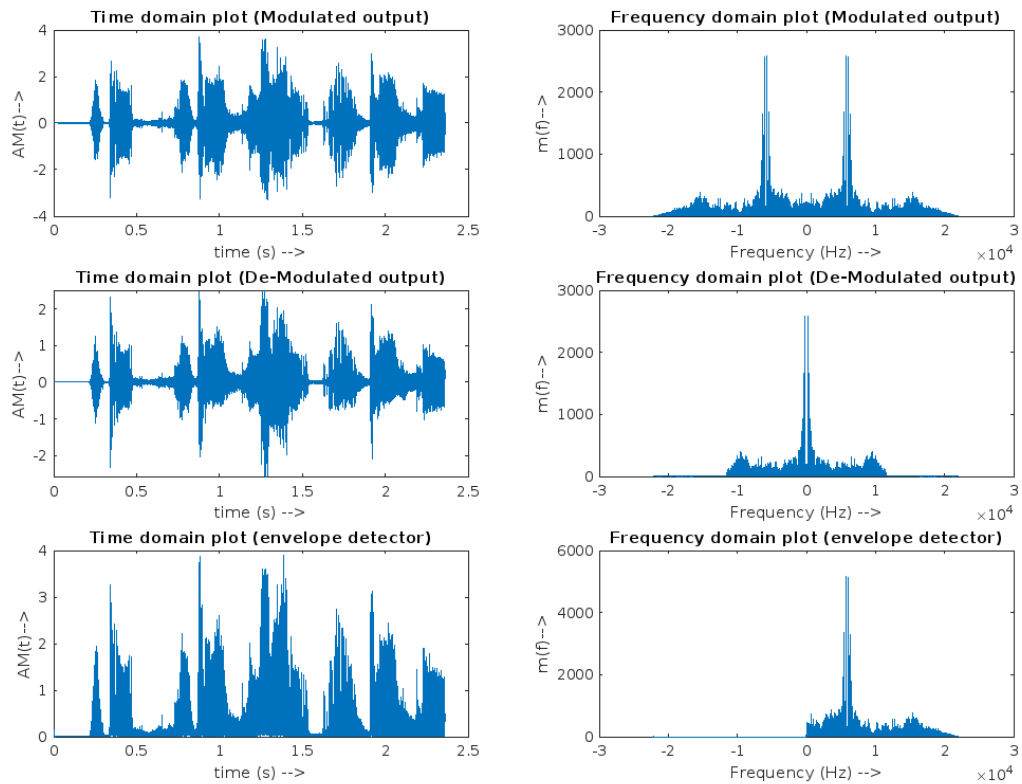 Time domain plot (Modulated output)
AM(t)-->
4
2
0
-2
-4
0 0.5 1 1.5 2 2.5
time (s) -->
Frequency domain plot (Modulated output)
m(f)-->
3000
2000
1000
0
-3 -2 -1 0 1 2 3
Frequency (Hz) -->
×10⁴
Time domain plot (De-Modulated output)
AM(t)-->
2
1
0
-1
-2
0 0.5 1 1.5 2 2.5
time (s) -->
Frequency domain plot (De-Modulated output)
m(f)-->
3000
2000
1000
0
-3 -2 -1 0 1 2 3
Frequency (Hz) -->
×10⁴
Time domain plot (envelope detector)
AM(t)-->
4
3
2
1
0
0 0.5 1 1.5 2 2.5
time (s) -->
Frequency domain plot (envelope detector)
m(f)-->
6000
4000
2000
0
-3 -2 -1 0 1 2 3
Frequency (Hz) -->
×10⁴